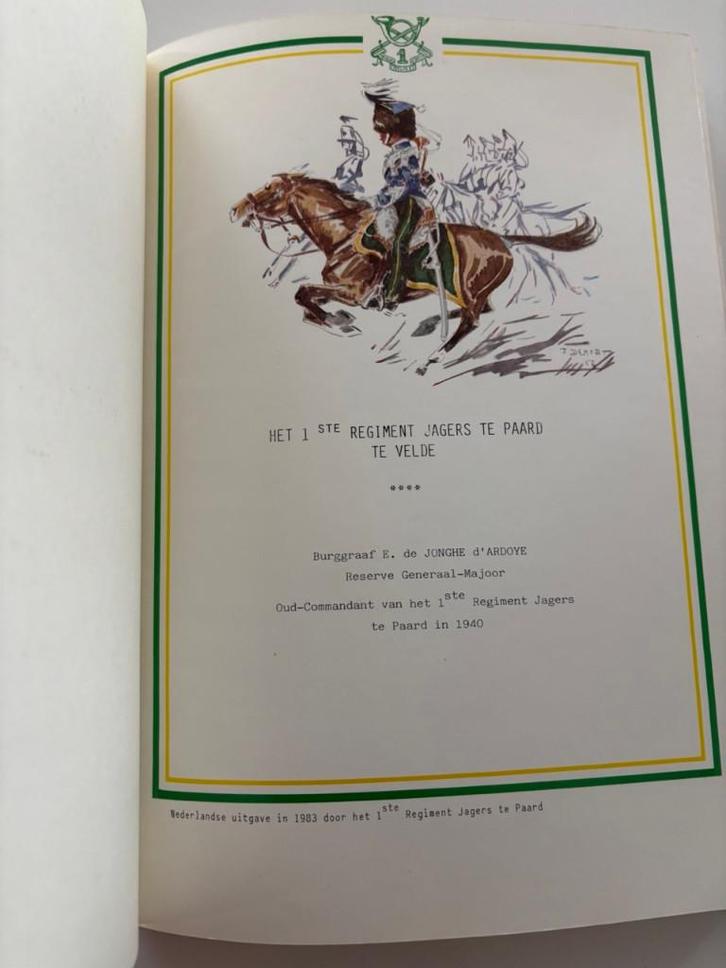 1
HET 1 STE REGIMENT JAGERS TE PAARD
TE VELDE
****
Burggraaf E. de JONGHE d'ARDOYE
Reserve Generaal-Majoor
Oud-Commandant van het 1ste Regiment Jagers
te Paard in 1940
Nederlandse uitgave in 1983 door het 1ste Regiment Jagers te Paard